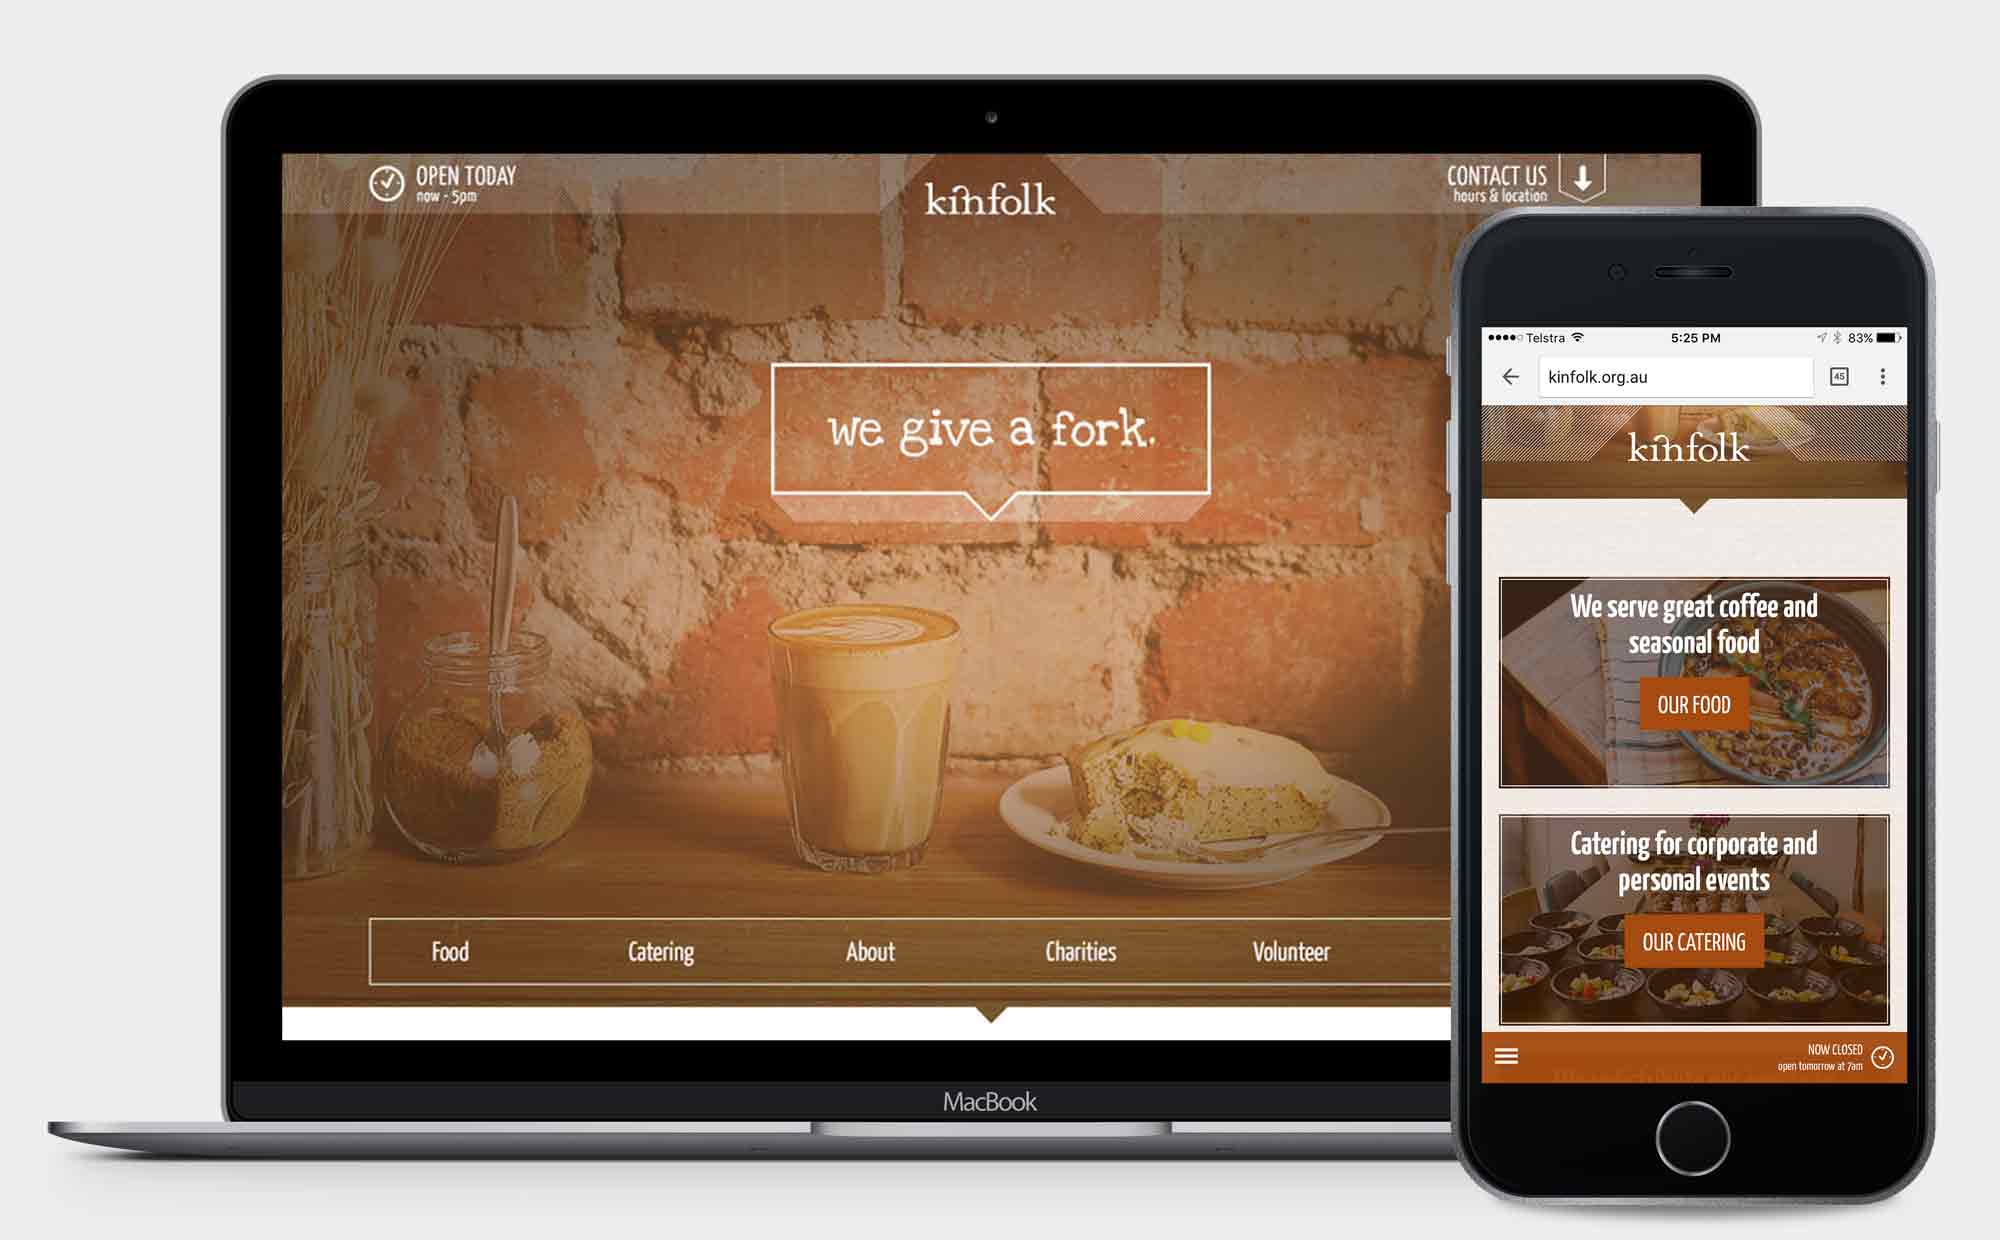 OPEN TODAY
now - 5pm
kinfolk
CONTACT US
hours & location
we give a fork.
Food
Catering
About
Charities
Volunteer
MacBook
Telstra
5:25 PM
83%
kinfolk.org.au
45
kinfolk
We serve great coffee and
seasonal food
OUR FOOD
Catering for corporate and
personal events
OUR CATERING
NOW CLOSED
open tomorrow at 7am